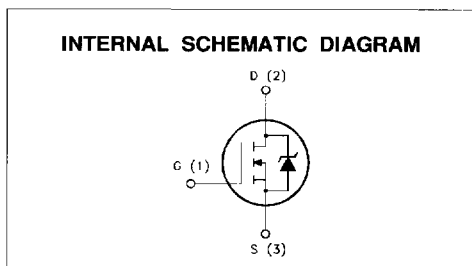 INTERNAL SCHEMATIC DIAGRAM
D (2)
G (1)
S (3)